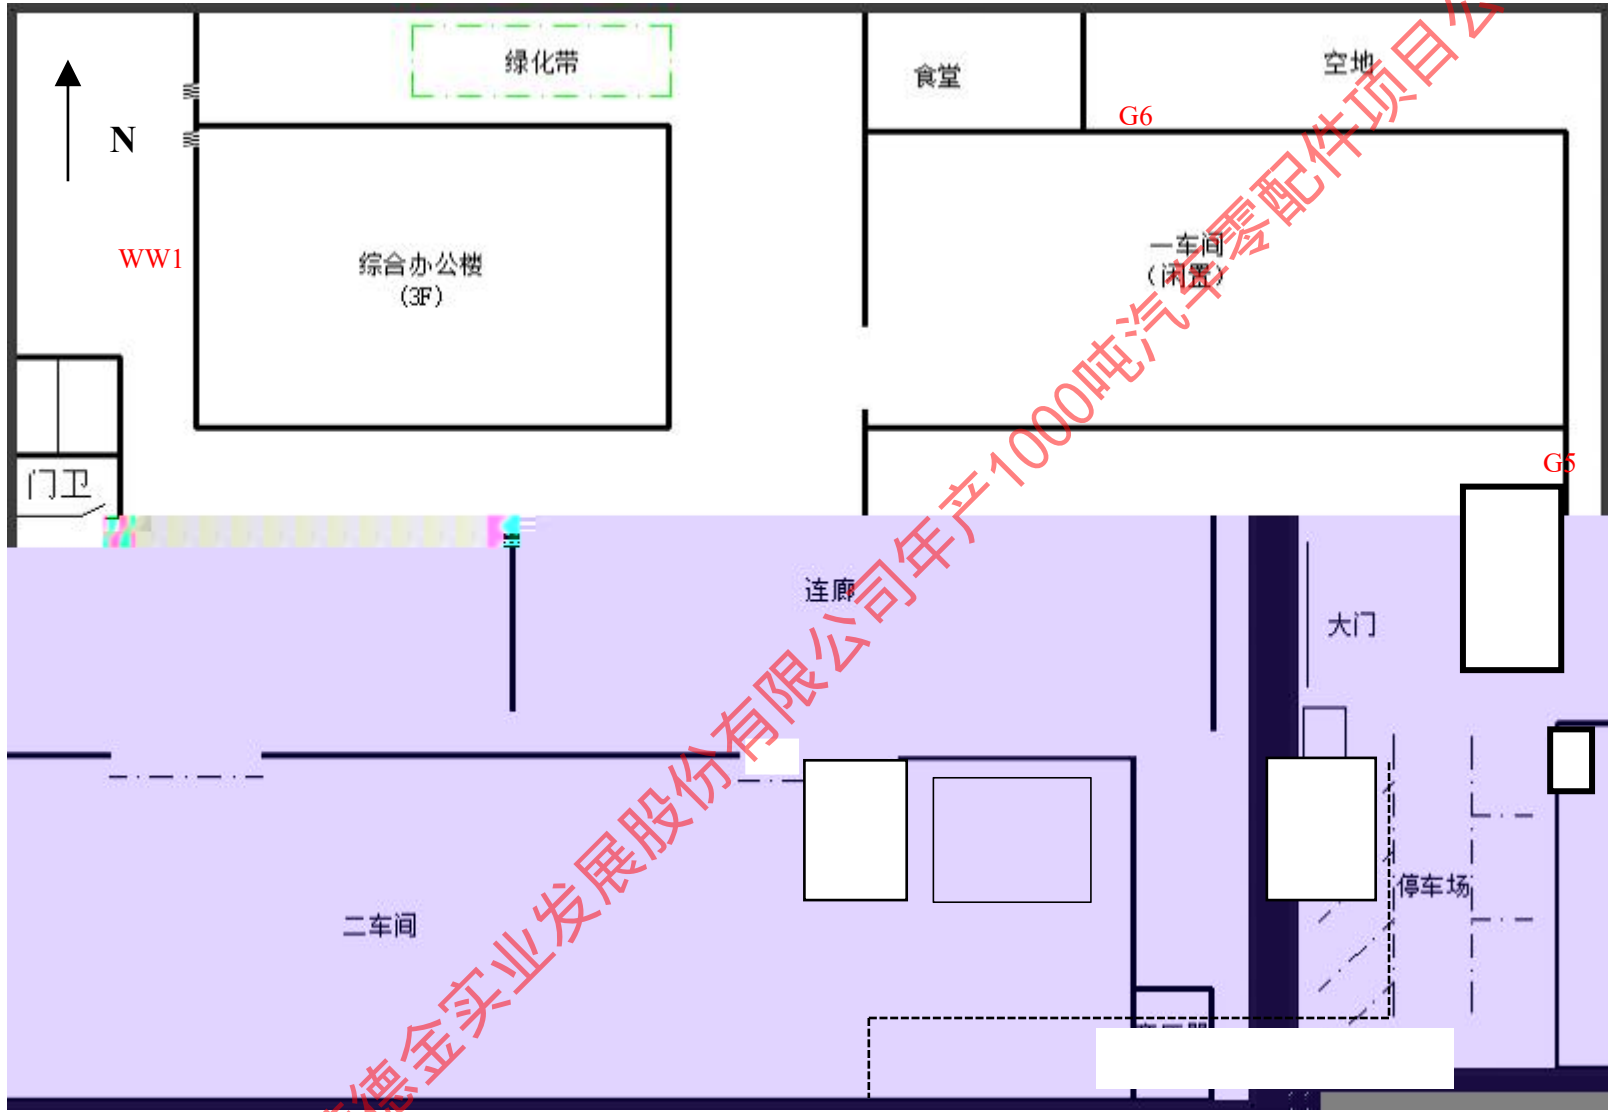 绿化带
食堂
空地
G6
N
WW1
综合办公楼
(3F)
一车间
(闲置)
G5
门卫
连廊
大门
停车场
二车间
德金实业发展股份有限公司年产1000吨汽车零配件项目公